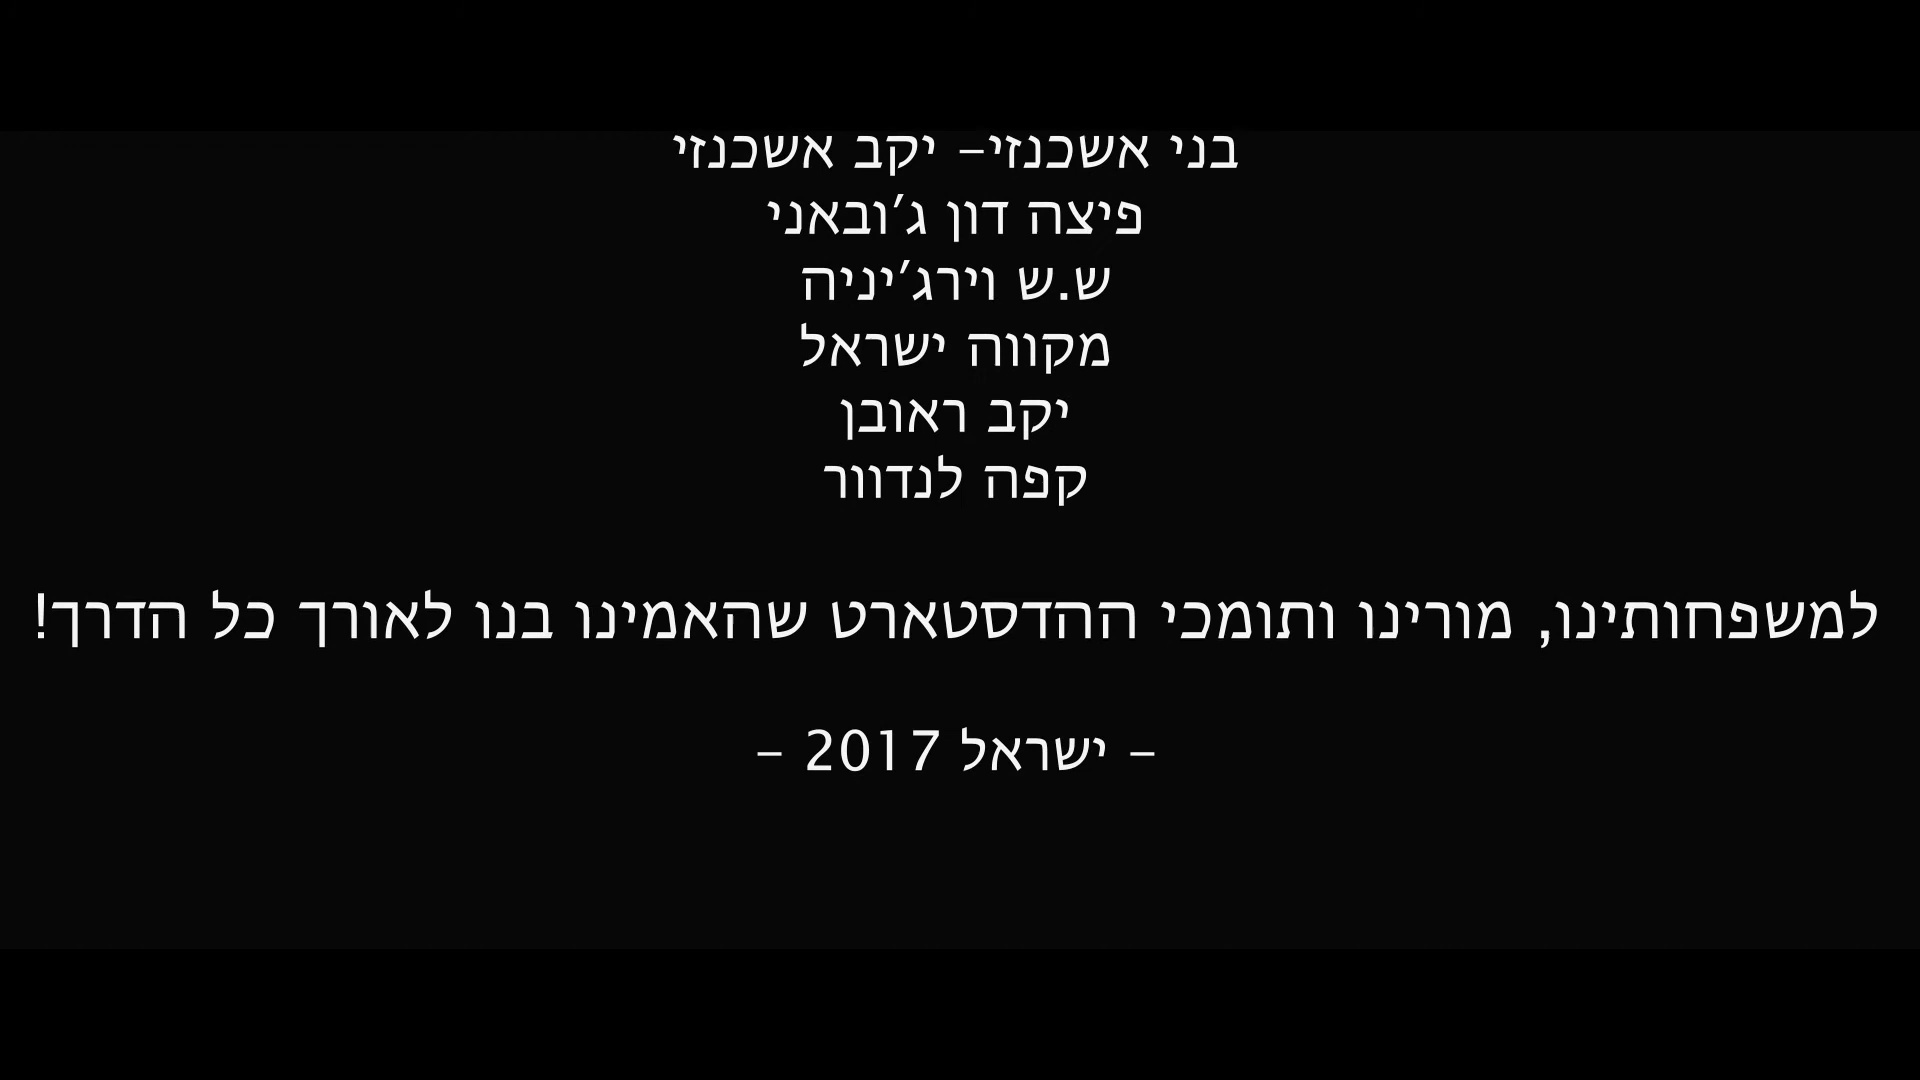 בני אשכנזי- יקב אשכנזי
פיצה דון ג'ובאני
ש.ש וירג'יניה
מקווה ישראל
יקב ראובן
קפה לנדוור
למשפחותינו, מורינו ותומכי ההדסטארט שהאמינו בנו לאורך כל הדרך!
- ישראל 2017 -